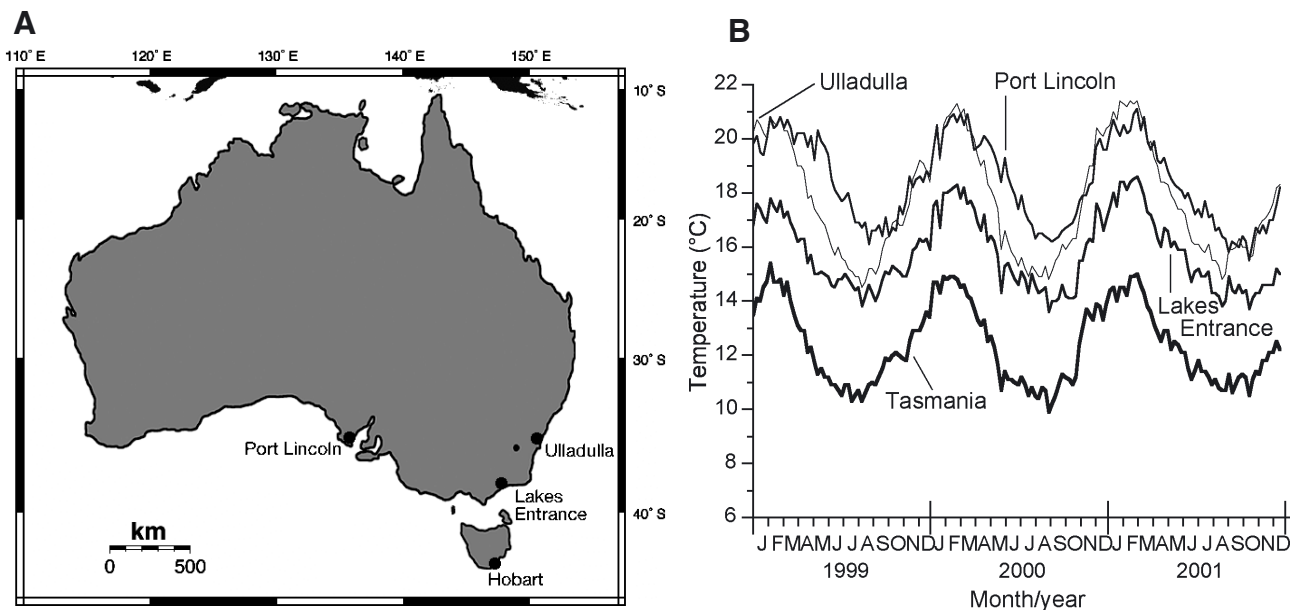 A
110° E 120° E 130° E 140° E 150° E
10° S
20° S
30° S
40° S
Port Lincoln
Ulladulla
Lakes
Entrance
Hobart
km
0 500
B
Temperature (°C)
22
20
18
16
14
12
10
8
6
Ulladulla
Port Lincoln
Lakes
Entrance
Tasmania
J FMAMJ J ASONDJ FMAMJ J ASONDJ FMAMJ J ASOND
1999 2000 2001
Month/year